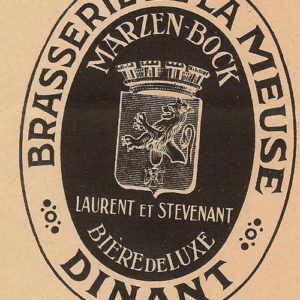 BRASSERIE DE LA MEUSE
MARZEN-BOCK
LAURENT ET STEVENANT
BIÈRE DE LUXE
DINANT